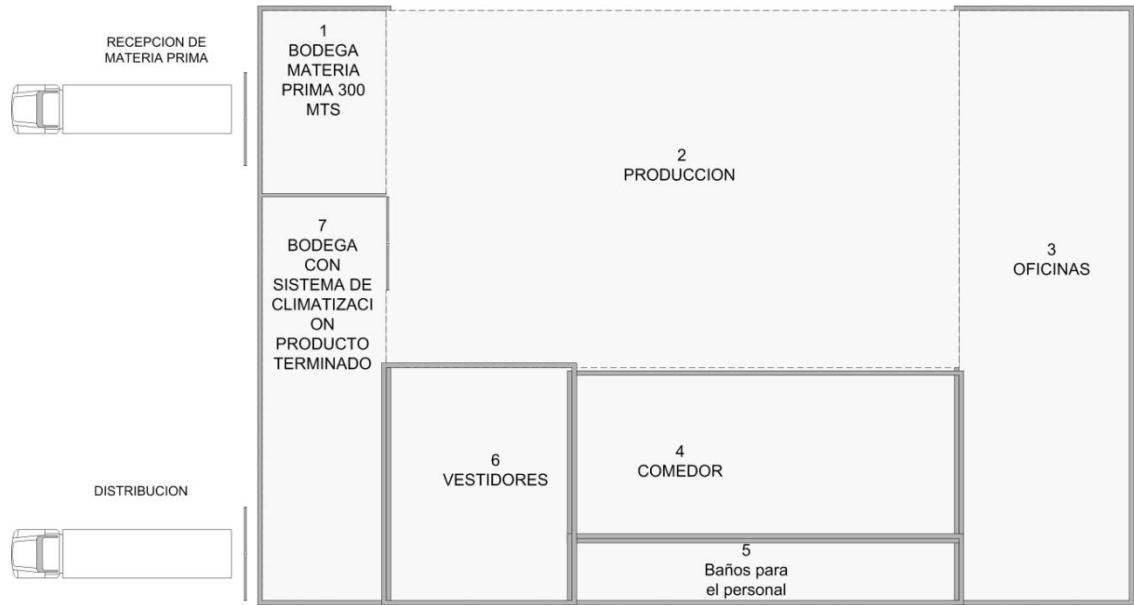 RECEPCION DE
MATERIA PRIMA
1
BODEGA
MATERIA
PRIMA 300
MTS
2
PRODUCCION
3
OFICINAS
7
BODEGA
CON
SISTEMA DE
CLIMATIZACI
ON
PRODUCTO
TERMINADO
6
VESTIDORES
4
COMEDOR
DISTRIBUCION
5
Baños para
el personal